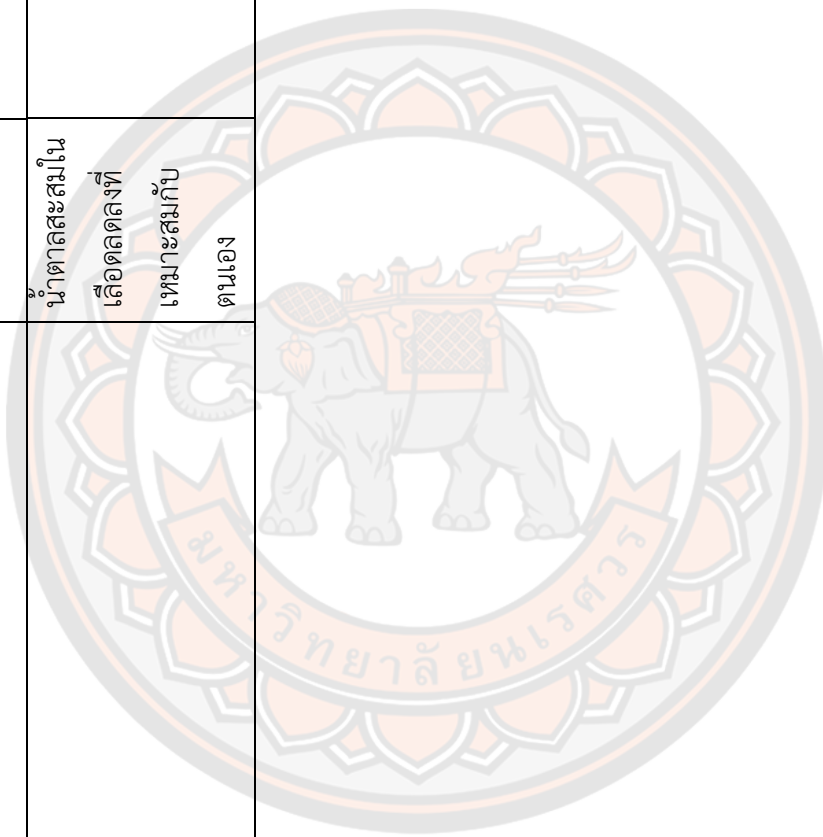 น้ำตาลสะสมใน
เลือดลดลงที่
เหมาะสมกับ
ตนเอง
มหาวิทยาลัยนเรศวร